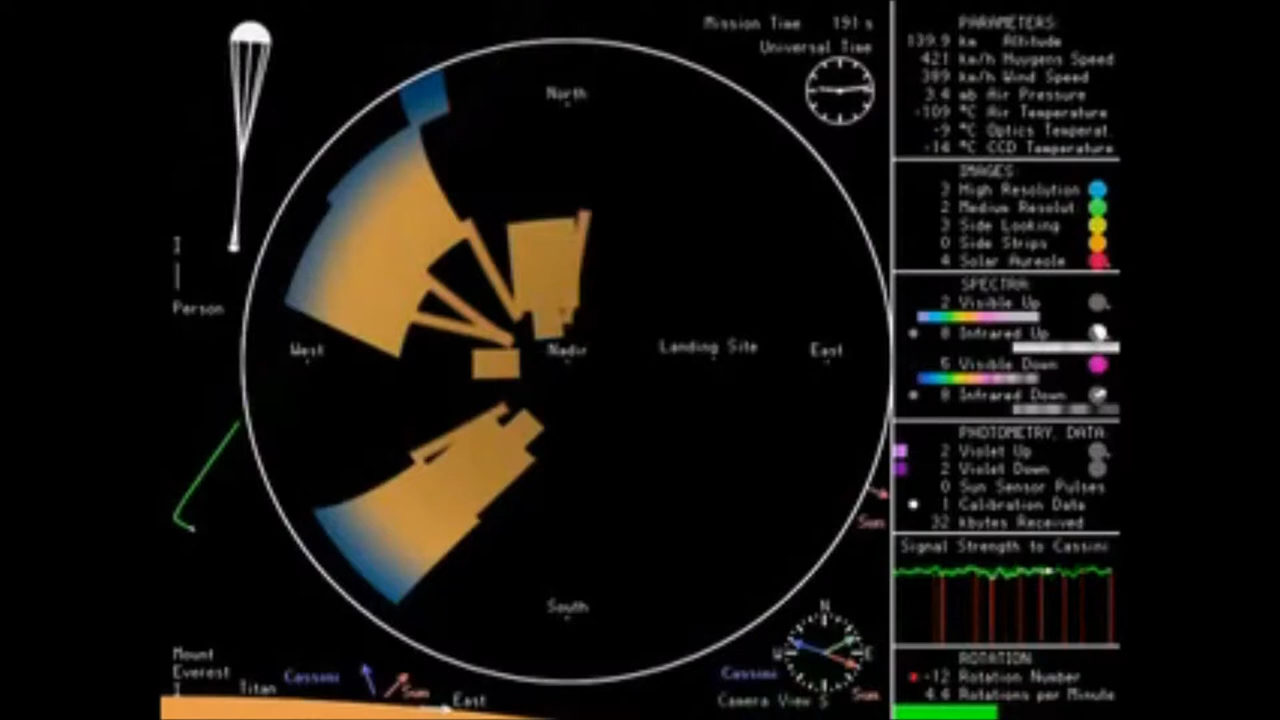 Mission Time 191 s
Universal Time
North
West
Nadir
Landing Site
East
South
I
Person
Mount
Everest
I
Titan
Cassini
Sun
East
Sun
N
W
E
Cassini
Camera View S
Sun
PARAMETERS:
139.9 km Altitude
421 km/h Huygens Speed
389 km/h Wind Speed
3.4 mb Air Pressure
-109 °C Air Temperature
-9 °C Optics Temperat.
-14 °C CCD Temperature
IMAGES:
3 High Resolution
2 Medium Resolut.
3 Side Looking
0 Side Strips
4 Solar Aureole
SPECTRA:
2 Visible Up
8 Infrared Up
5 Visible Down
8 Infrared Down
PHOTOMETRY, DATA:
2 Violet Up
2 Violet Down
0 Sun Sensor Pulses
1 Calibration Data
32 kbytes Received
Signal Strength to Cassini
ROTATION
-12 Rotation Number
4.4 Rotations per Minute